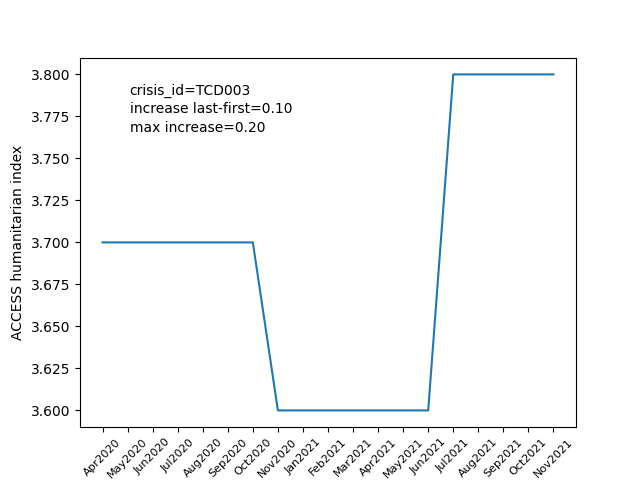 crisis_id=TCD003
increase last-first=0.10
max increase=0.20
ACCESS humanitarian index
3.800
3.775
3.750
3.725
3.700
3.675
3.650
3.625
3.600
Apr2020
May2020
Jun2020
Jul2020
Aug2020
Sep2020
Oct2020
Nov2020
Jan2021
Feb2021
Mar2021
Apr2021
May2021
Jun2021
Jul2021
Aug2021
Sep2021
Oct2021
Nov2021